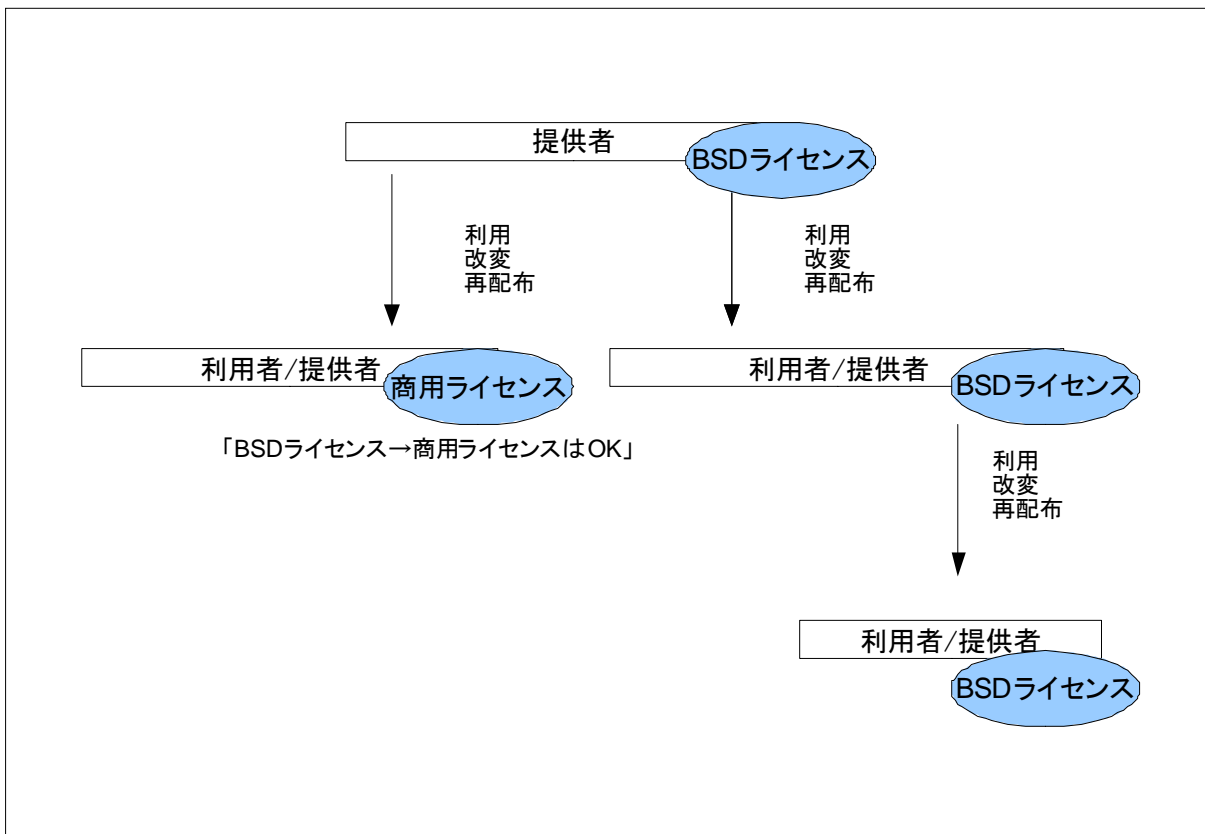 提供者
BSDライセンス
利用
改変
再配布
利用
改変
再配布
利用者/提供者
商用ライセンス
利用者/提供者
BSDライセンス
「BSDライセンス→商用ライセンスはOK」
利用
改変
再配布
利用者/提供者
BSDライセンス